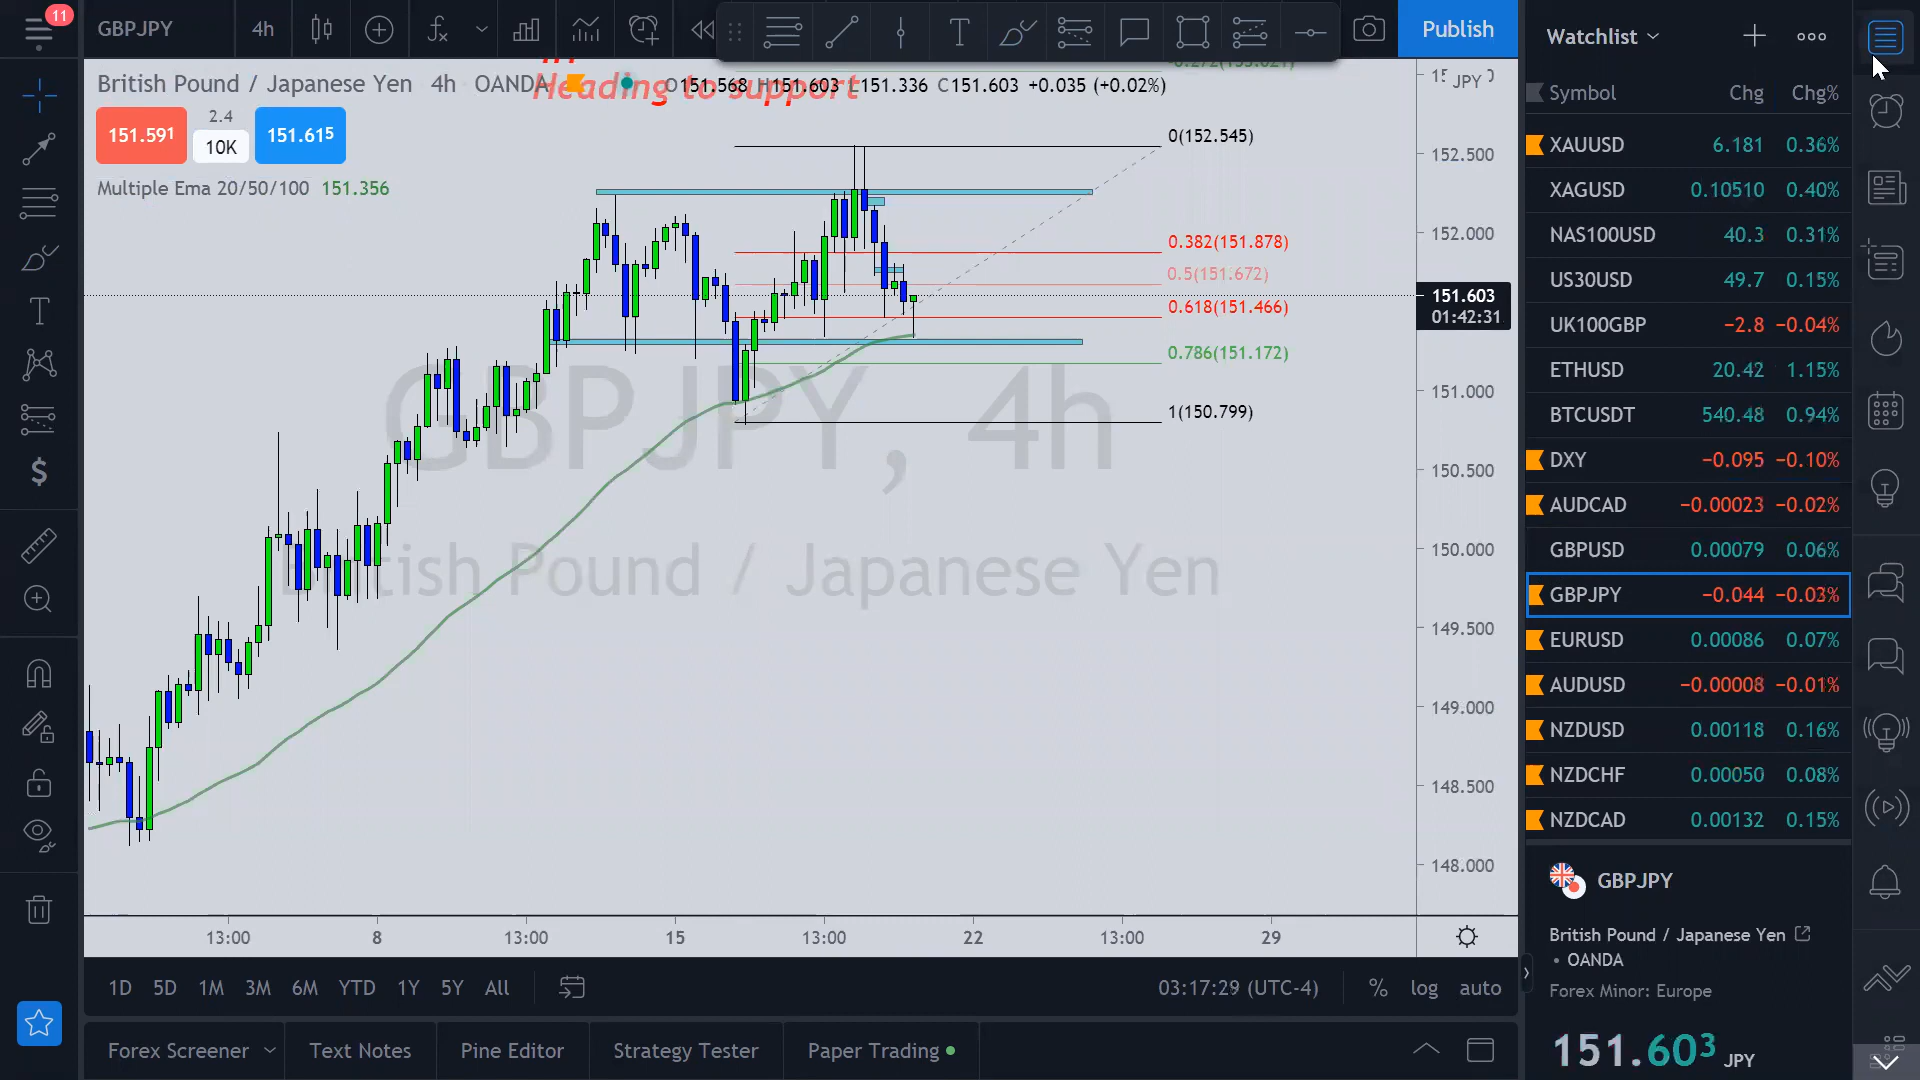 11
GBPJPY
4h
Publish
Watchlist
British Pound / Japanese Yen 4h OANDA
O151.568 H151.603 L151.336 C151.603 +0.035 (+0.02%)
Heading to support
JPY
151.591
2.4
10K
151.615
Multiple Ema 20/50/100 151.356
0(152.545)
0.382(151.878)
0.5(151.672)
0.618(151.466)
0.786(151.172)
1(150.799)
GBPJPY, 4h
British Pound / Japanese Yen
152.500
152.000
151.603
01:42:31
151.000
150.500
150.000
149.500
149.000
148.500
148.000
13:00 8 13:00 15 13:00 22 13:00 29
1D 5D 1M 3M 6M YTD 1Y 5Y All
03:17:29 (UTC-4) % log auto
Forex Screener Text Notes Pine Editor Strategy Tester Paper Trading
Symbol Chg Chg%
XAUUSD 6.181 0.36%
XAGUSD 0.10510 0.40%
NAS100USD 40.3 0.31%
US30USD 49.7 0.15%
UK100GBP −2.8 −0.04%
ETHUSD 20.42 1.15%
BTCUSDT 540.48 0.94%
DXY −0.095 −0.10%
AUDCAD −0.00023 −0.02%
GBPUSD 0.00079 0.06%
GBPJPY −0.044 −0.03%
EURUSD 0.00086 0.07%
AUDUSD −0.00008 −0.01%
NZDUSD 0.00118 0.16%
NZDCHF 0.00050 0.08%
NZDCAD 0.00132 0.15%
GBPJPY
British Pound / Japanese Yen
• OANDA
Forex Minor: Europe
151.603 JPY